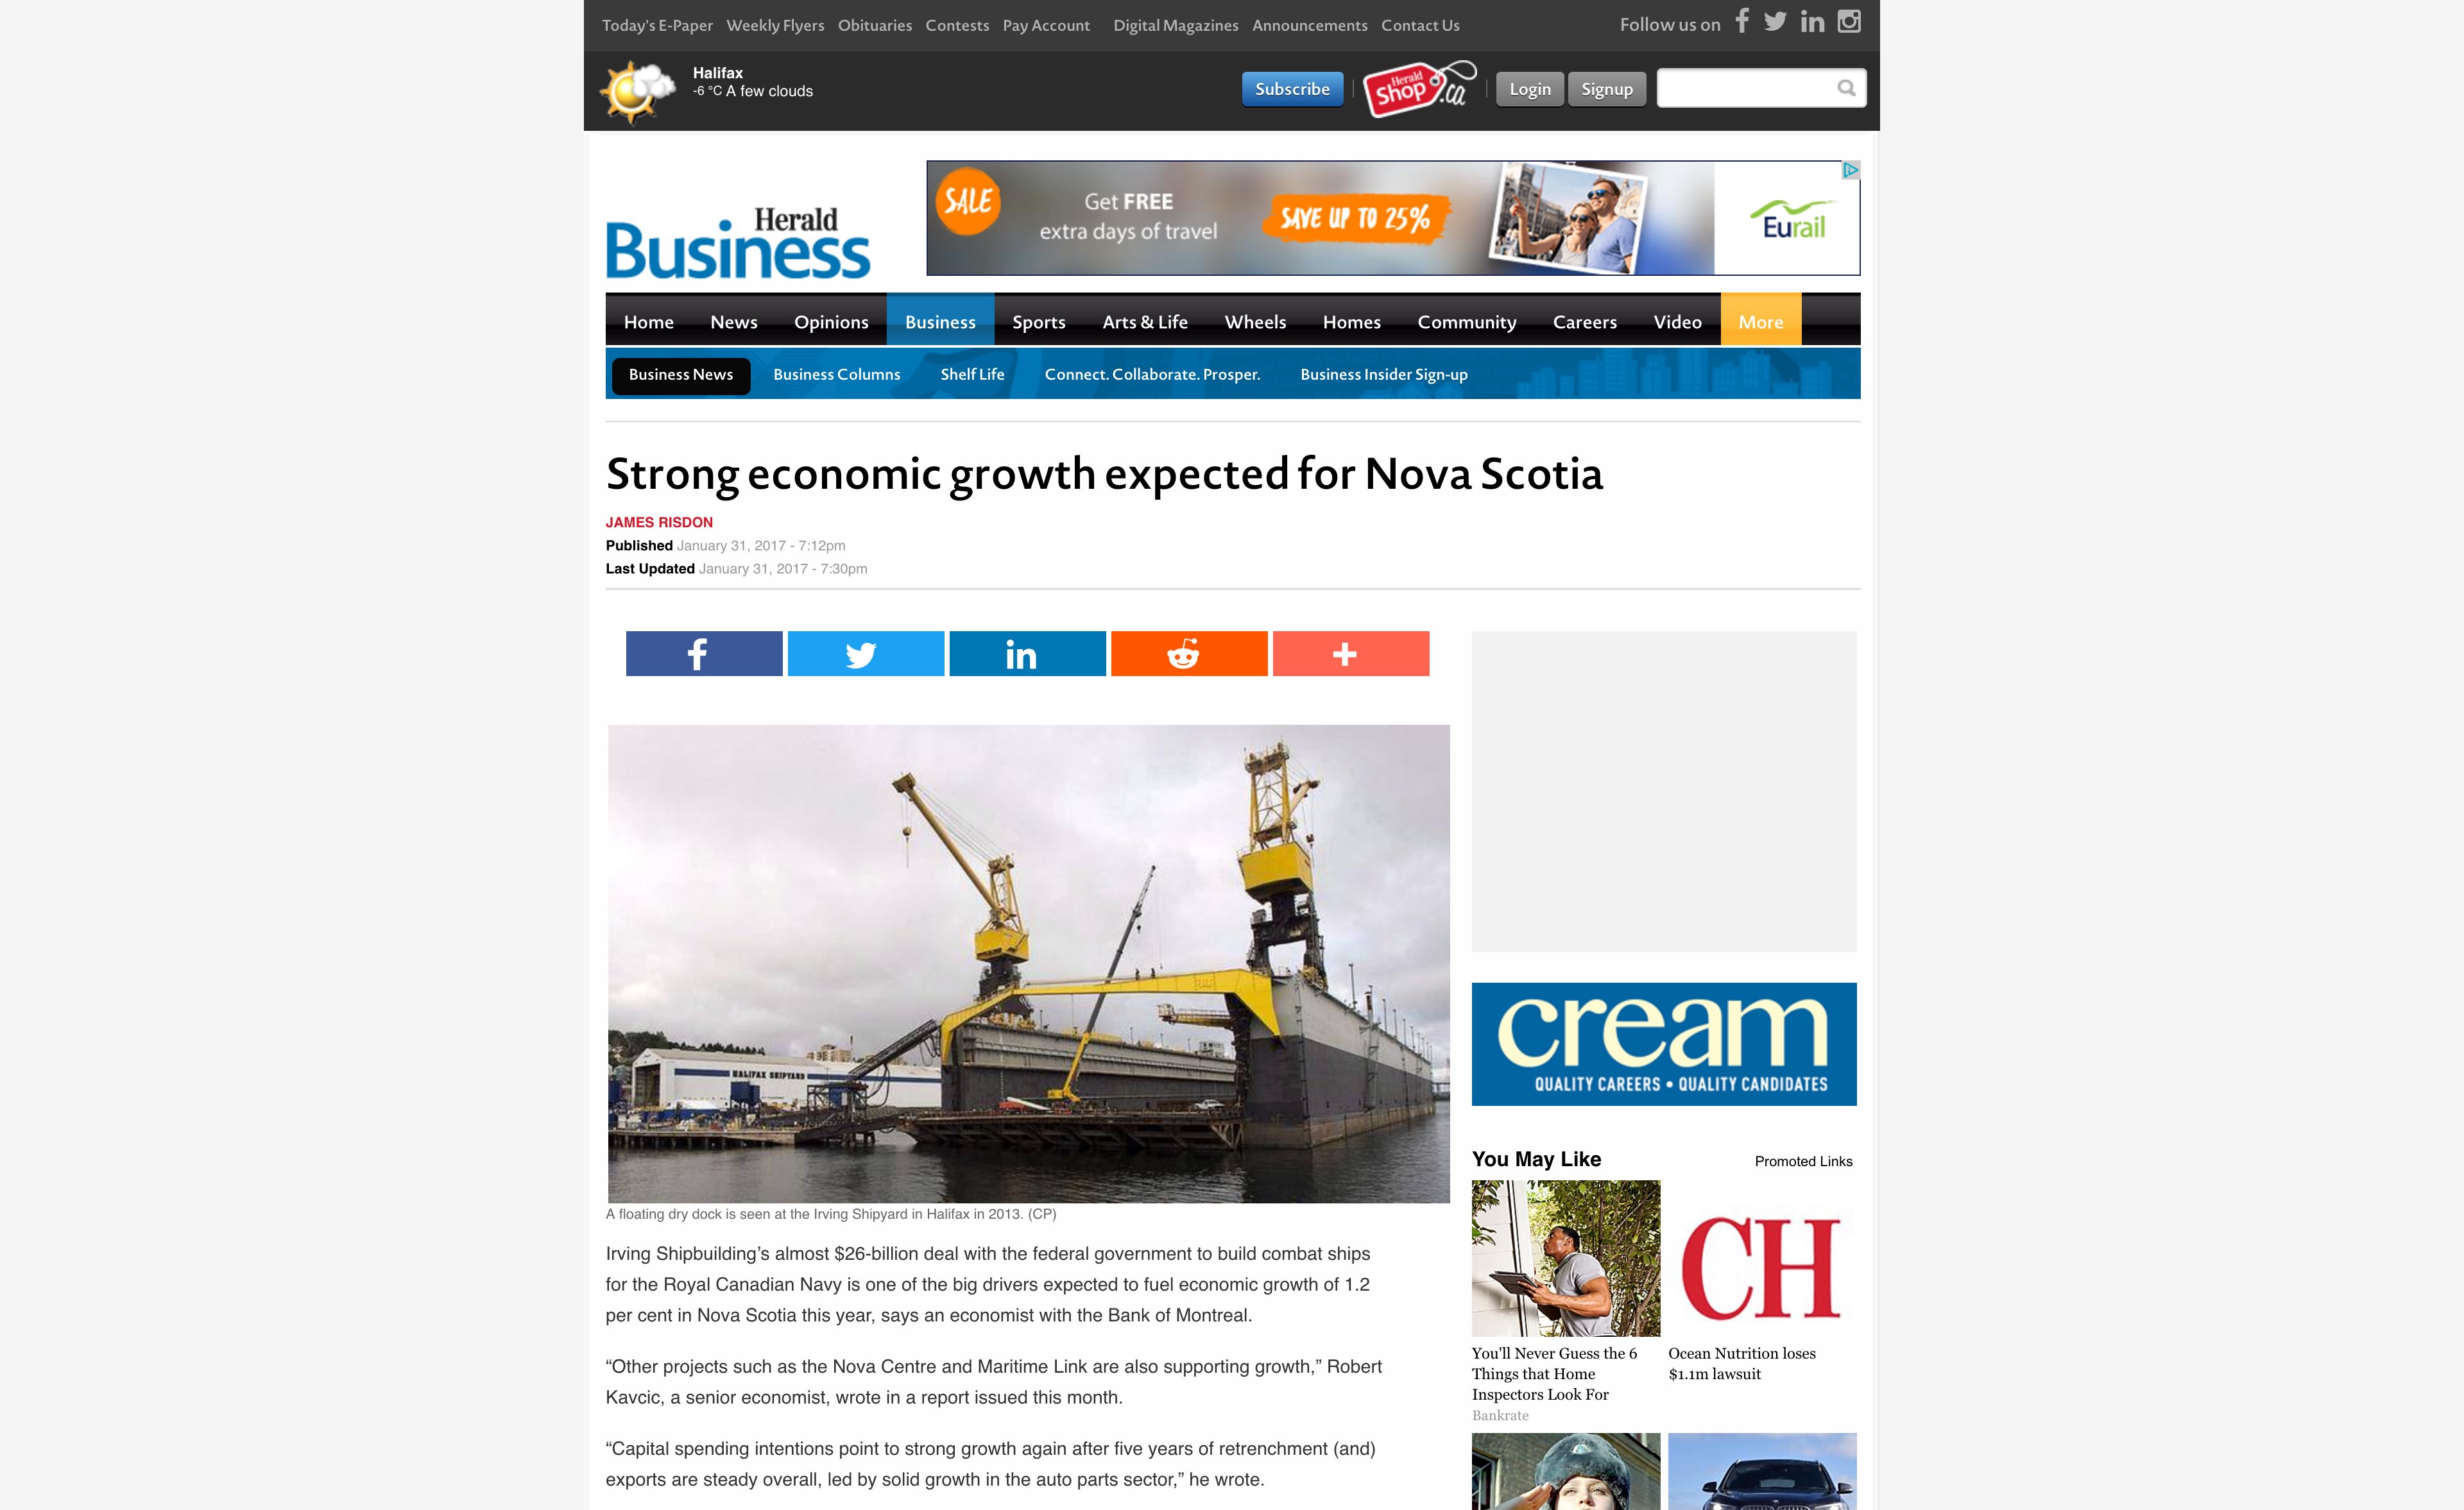 Today's E-Paper Weekly Flyers Obituaries Contests Pay Account Digital Magazines Announcements Contact Us Follow us on
Halifax
-6 °C A few clouds
Subscribe
Herald
Shop.ca
Login
Signup
Herald
Business
SALE
Get FREE
extra days of travel
SAVE UP TO 25%
Eurail
Home News Opinions Business Sports Arts & Life Wheels Homes Community Careers Video More
Business News Business Columns Shelf Life Connect. Collaborate. Prosper. Business Insider Sign-up
Strong economic growth expected for Nova Scotia
JAMES RISDON
Published January 31, 2017 - 7:12pm
Last Updated January 31, 2017 - 7:30pm
HALIFAX SHIPYARD
A floating dry dock is seen at the Irving Shipyard in Halifax in 2013. (CP)
Irving Shipbuilding’s almost $26-billion deal with the federal government to build combat ships
for the Royal Canadian Navy is one of the big drivers expected to fuel economic growth of 1.2
per cent in Nova Scotia this year, says an economist with the Bank of Montreal.
“Other projects such as the Nova Centre and Maritime Link are also supporting growth,” Robert
Kavcic, a senior economist, wrote in a report issued this month.
“Capital spending intentions point to strong growth again after five years of retrenchment (and)
exports are steady overall, led by solid growth in the auto parts sector,” he wrote.
cream
QUALITY CAREERS • QUALITY CANDIDATES
You May Like
Promoted Links
You'll Never Guess the 6
Things that Home
Inspectors Look For
Bankrate
CH
Ocean Nutrition loses
$1.1m lawsuit